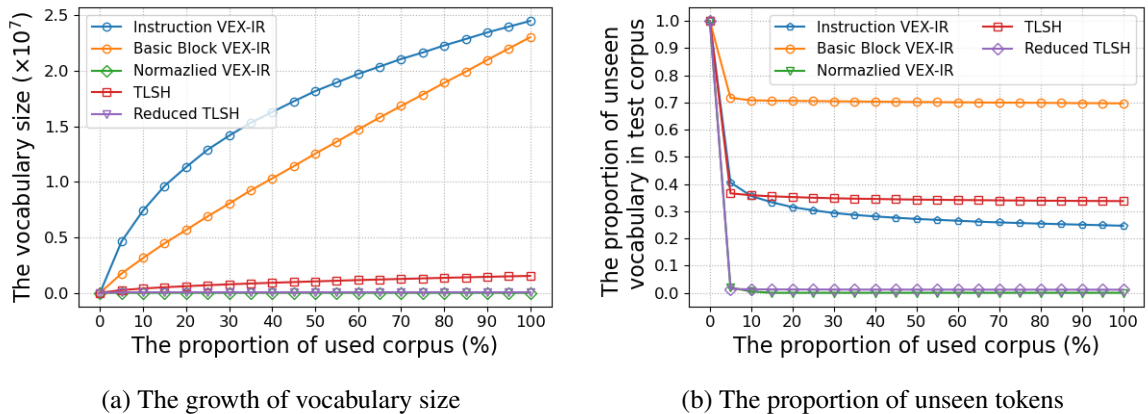 The vocabulary size (×10⁷)
2.5
2.0
1.5
1.0
0.5
0.0
Instruction VEX-IR
Basic Block VEX-IR
Normazlied VEX-IR
TLSH
Reduced TLSH
0 10 20 30 40 50 60 70 80 90 100
The proportion of used corpus (%)
(a) The growth of vocabulary size
The proportion of unseen
vocabulary in test corpus
1.0
0.9
0.8
0.7
0.6
0.5
0.4
0.3
0.2
0.1
0.0
Instruction VEX-IR
Basic Block VEX-IR
Normazlied VEX-IR
TLSH
Reduced TLSH
0 10 20 30 40 50 60 70 80 90 100
The proportion of used corpus (%)
(b) The proportion of unseen tokens